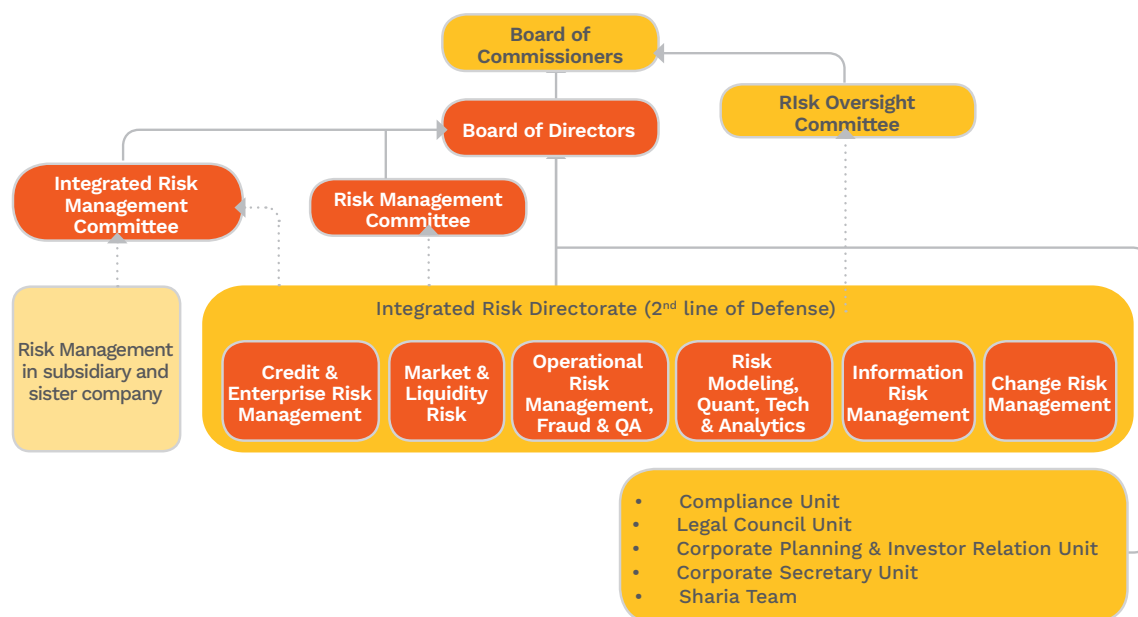 Board of
Commissioners
RIsk Oversight
Committee
Board of Directors
Integrated Risk
Management
Committee
Risk Management
Committee
Integrated Risk Directorate (2nd line of Defense)
Risk Management
in subsidiary and
sister company
Credit &
Enterprise Risk
Management
Market &
Liquidity
Risk
Operational
Risk
Management,
Fraud & QA
Risk
Modeling,
Quant, Tech
& Analytics
Information
Risk
Management
Change Risk
Management
• Compliance Unit
• Legal Council Unit
• Corporate Planning & Investor Relation Unit
• Corporate Secretary Unit
• Sharia Team